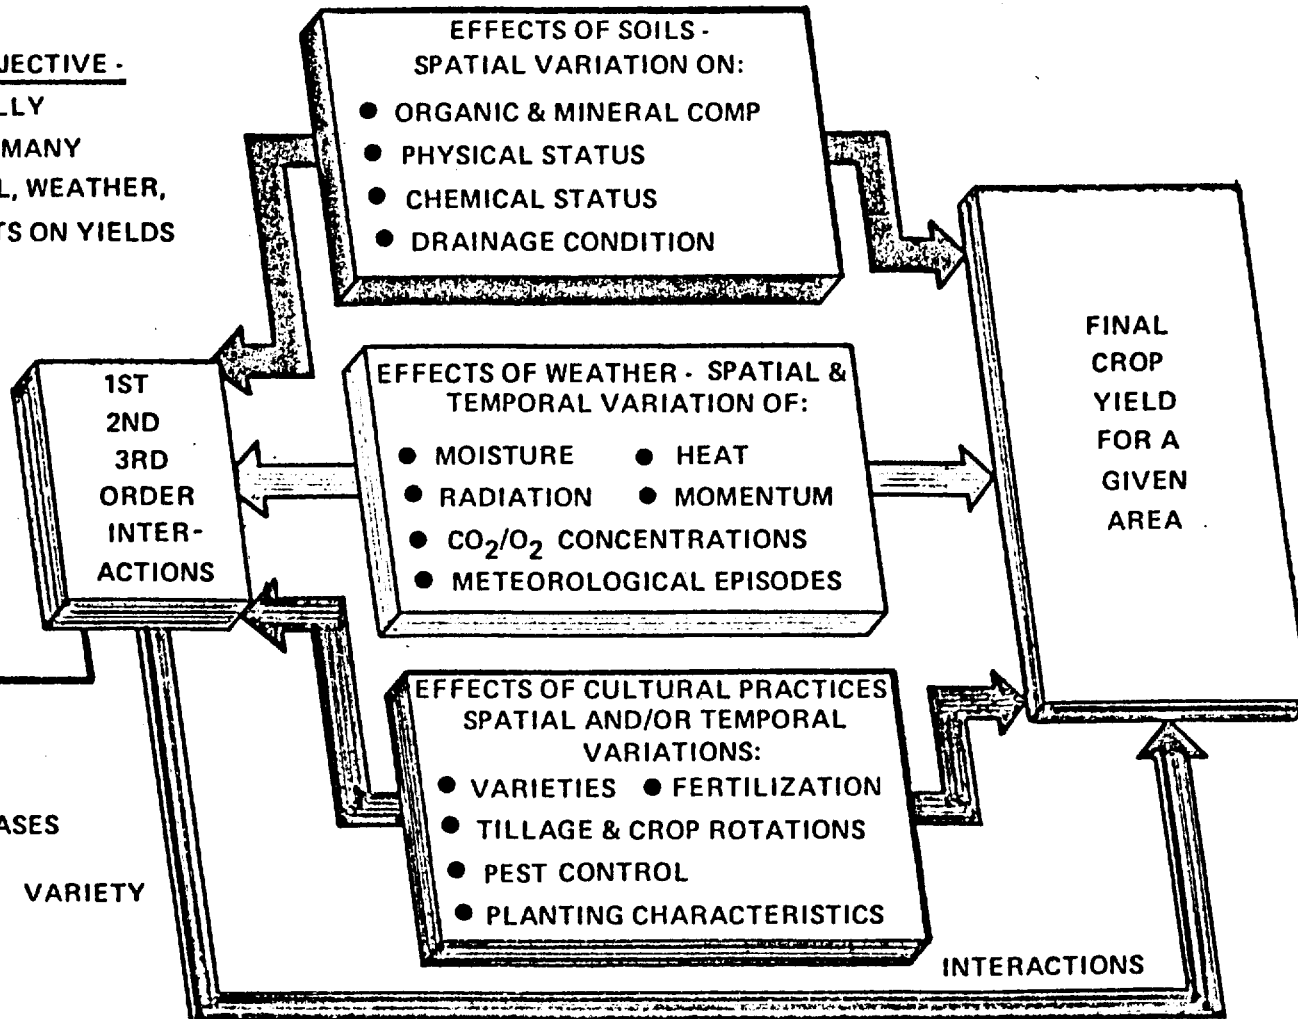 JECTIVE -
LLY
MANY
L, WEATHER,
TS ON YIELDS
EFFECTS OF SOILS -
SPATIAL VARIATION ON:
● ORGANIC & MINERAL COMP
● PHYSICAL STATUS
● CHEMICAL STATUS
● DRAINAGE CONDITION
1ST
2ND
3RD
ORDER
INTER-
ACTIONS
EFFECTS OF WEATHER - SPATIAL &
TEMPORAL VARIATION OF:
● MOISTURE ● HEAT
● RADIATION ● MOMENTUM
● CO2/O2 CONCENTRATIONS
● METEOROLOGICAL EPISODES
EFFECTS OF CULTURAL PRACTICES
SPATIAL AND/OR TEMPORAL
VARIATIONS:
● VARIETIES ● FERTILIZATION
● TILLAGE & CROP ROTATIONS
● PEST CONTROL
● PLANTING CHARACTERISTICS
FINAL
CROP
YIELD
FOR A
GIVEN
AREA
ASES
VARIETY
INTERACTIONS